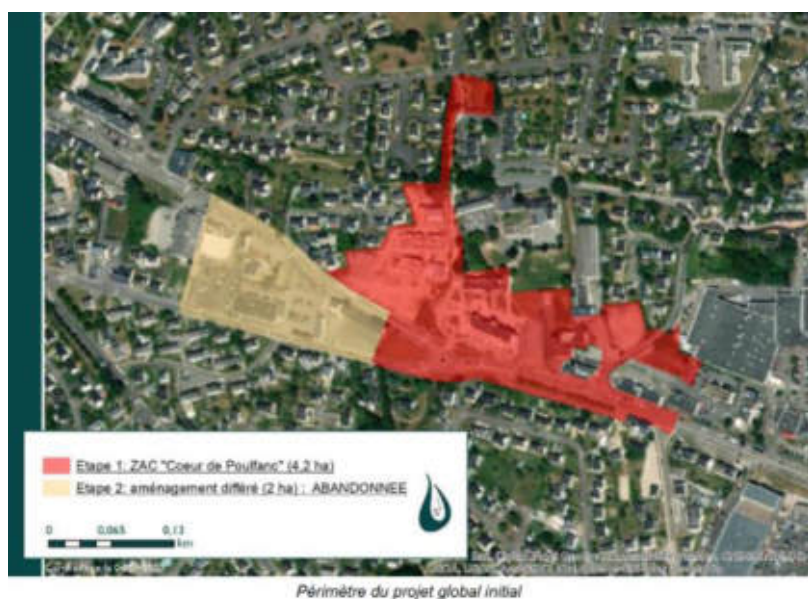 Etape 1: ZAC "Coeur de Poulfanc" (4,2 ha)
Etape 2: aménagement différé (2 ha) : ABANDONNEE
0 0,065 0,13
km
Périmètre du projet global initial